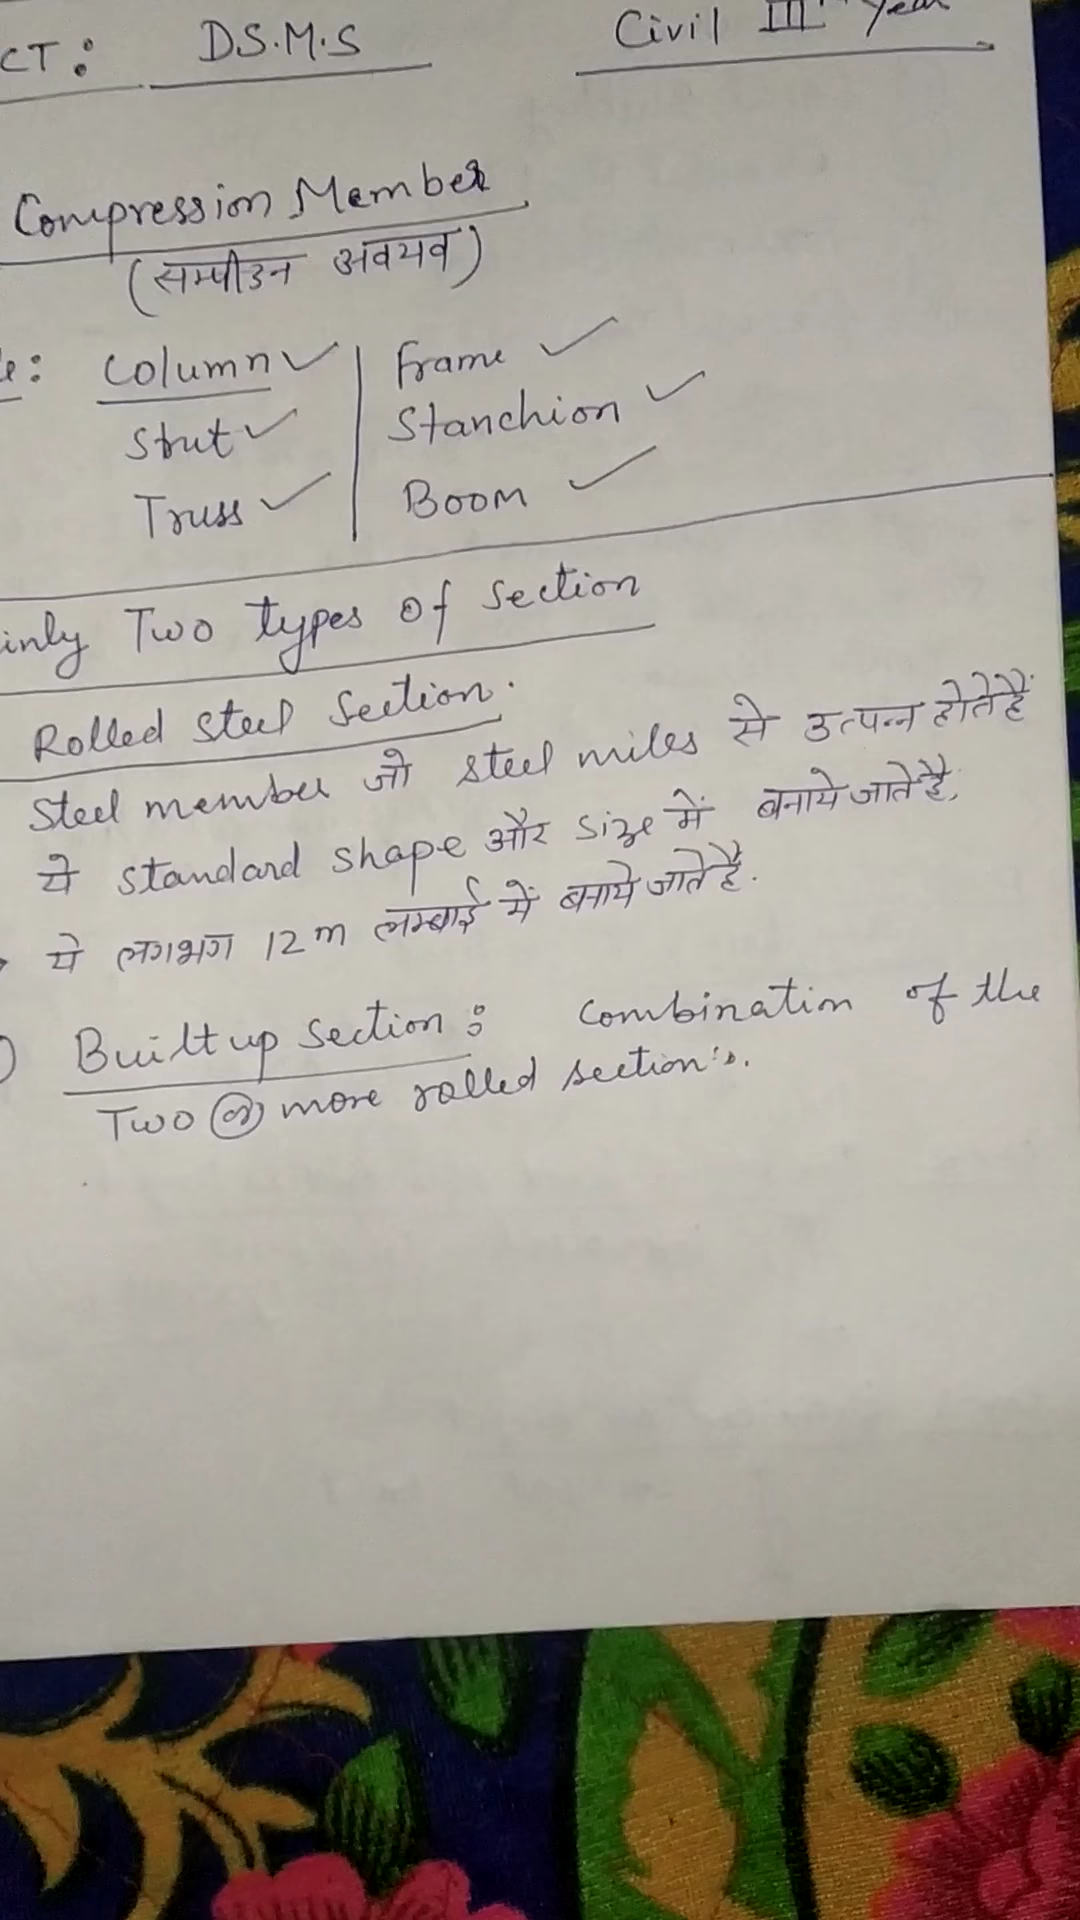 CT: D.S.M.S Civil III Year
Compression Member
(सम्पीडन अवयव)
e: Column Frame
Strut Stanchion
Truss Boom
inly Two types of Section
Rolled Steel Section.
Steel member जो steel miles से उत्पन्न होते हैं
ये standard shape और size में बनाये जाते है,
ये लगभग 12m लम्बाई में बनाये जाते है.
Built up Section: Combination of the
Two or more rolled section's.